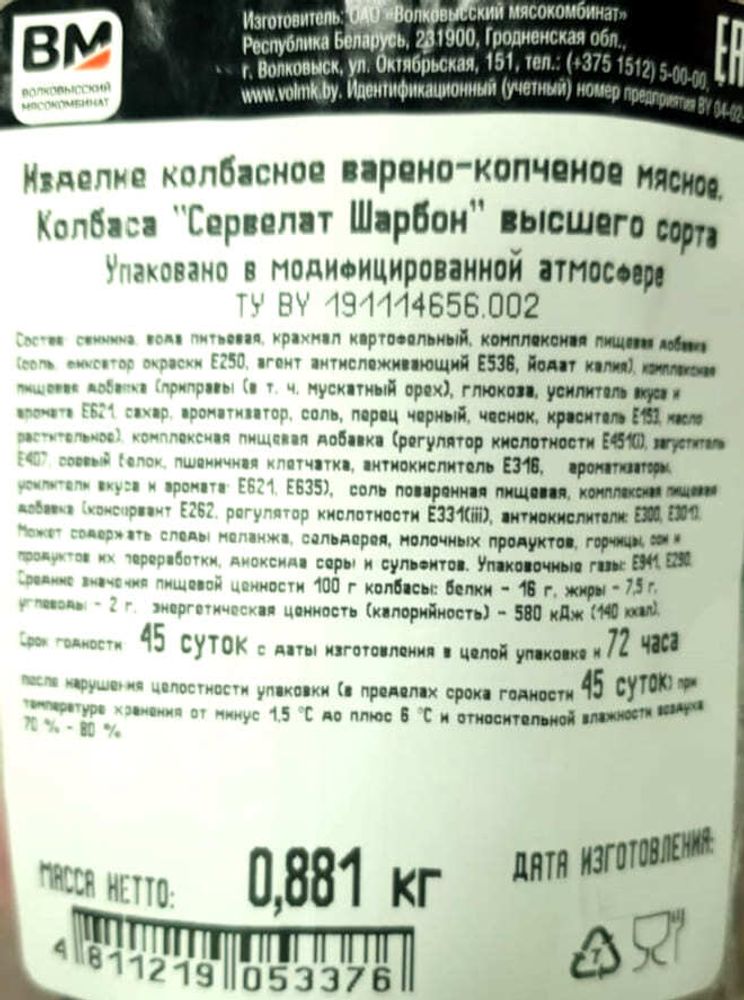 ВМ
ВОЛКОВЫССКИЙ
МЯСОКОМБИНАТ
Изготовитель: ОАО «Волковысский мясокомбинат»
Республика Беларусь, 231900, Гродненская обл.,
г. Волковыск, ул. Октябрьская, 151, тел.: (+375 1512) 5-00-00,
www.volmk.by. Идентификационный (учетный) номер предприятия BY 04-02-
Изделие колбасное варено-копченое мясное.
Колбаса "Сервелат Шарбон" высшего сорта
Упаковано в модифицированной атмосфере
ТУ BY 191114656.002
Состав: свинина, вода питьевая, крахмал картофельный, комплексная пищевая добавка
(соль, фиксатор окраски Е250, агент антислеживающий Е536, йодат калия), комплексная
пищевая добавка (приправы (в т. ч. мускатный орех), глюкоза, усилитель вкуса и
аромата Е621, сахар, ароматизатор, соль, перец черный, чеснок, краситель Е153, масло
растительное), комплексная пищевая добавка (регулятор кислотности Е451(i), загуститель
Е407, соевый белок, пшеничная клетчатка, антиокислитель Е316, ароматизаторы,
усилители вкуса и аромата: Е621, Е635), соль поваренная пищевая, комплексная пищевая
добавка (консервант Е262, регулятор кислотности Е331(iii), антиокислители: Е300, Е301).
Может содержать следы меланжа, сельдерея, молочных продуктов, горчицы, сои и
продуктов их переработки, диоксида серы и сульфитов. Упаковочные газы: Е941, Е290.
Средние значения пищевой ценности 100 г колбасы: белки - 16 г, жиры - 7,5 г,
углеводы - 2 г, энергетическая ценность (калорийность) - 580 кДж (140 ккал).
Срок годности 45 суток с даты изготовления в целой упаковке и 72 часа
после нарушения целостности упаковки (в пределах срока годности 45 суток) при
температуре хранения от минус 1,5 °C до плюс 6 °C и относительной влажности воздуха
70 % - 80 %
МАССА НЕТТО: 0,881 кг
ДАТА ИЗГОТОВЛЕНИЯ:
4 811219 053376
7